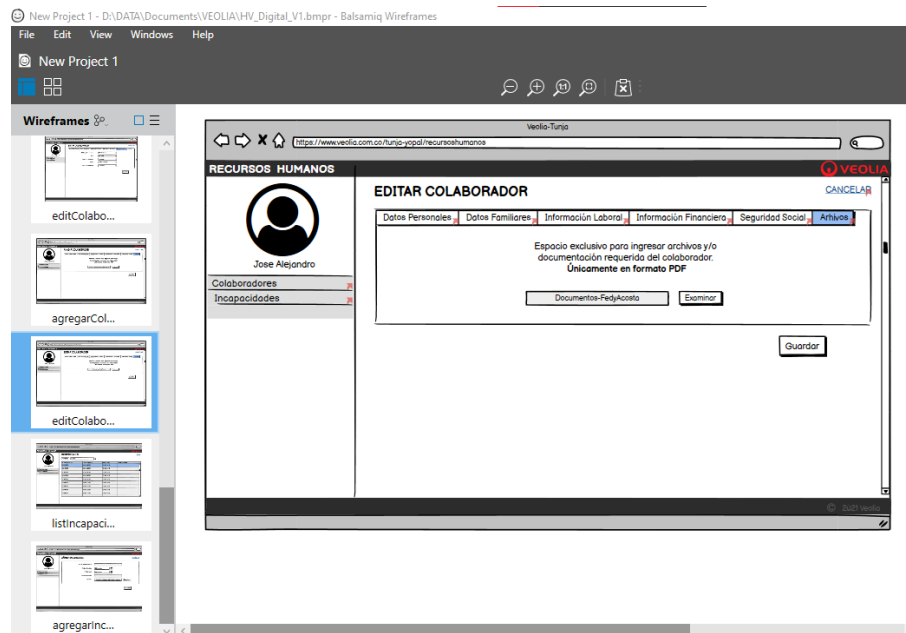 New Project 1 - D:\DATA\Documents\VEOLIA\HV_Digital_V1.bmpr - Balsamiq Wireframes
File Edit View Windows Help
New Project 1
Wireframes
editColabo...
agregarCol...
editColabo...
listIncapaci...
agregarInc...
Veolia-Tunja
https://www.veolia.com.co/tunja-yopal/recursoshumanos
RECURSOS HUMANOS
VEOLIA
Jose Alejandro
Colaboradores
Incapacidades
EDITAR COLABORADOR
CANCELAR
Datos Personales Datos Familiares Información Laboral Información Financiera Seguridad Social Arhivos
Espacio exclusivo para ingresar archivos y/o
documentación requerida del colaborador.
Únicamente en formato PDF
Documentos-FedyAcosta Examinar
Guardar
© 2021 Veolia